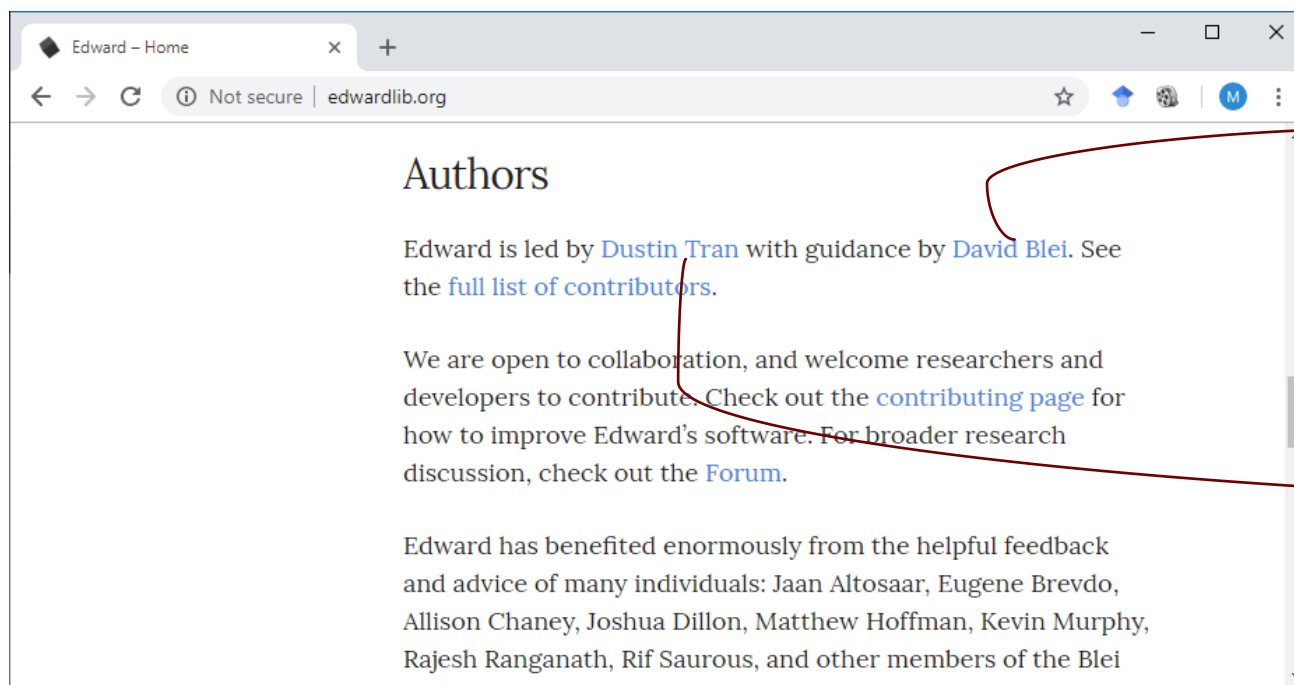 Edward – Home
Not secure | edwardlib.org
M
Authors
Edward is led by Dustin Tran with guidance by David Blei. See
the full list of contributors.
We are open to collaboration, and welcome researchers and
developers to contribute. Check out the contributing page for
how to improve Edward’s software. For broader research
discussion, check out the Forum.
Edward has benefited enormously from the helpful feedback
and advice of many individuals: Jaan Altosaar, Eugene Brevdo,
Allison Chaney, Joshua Dillon, Matthew Hoffman, Kevin Murphy,
Rajesh Ranganath, Rif Saurous, and other members of the Blei